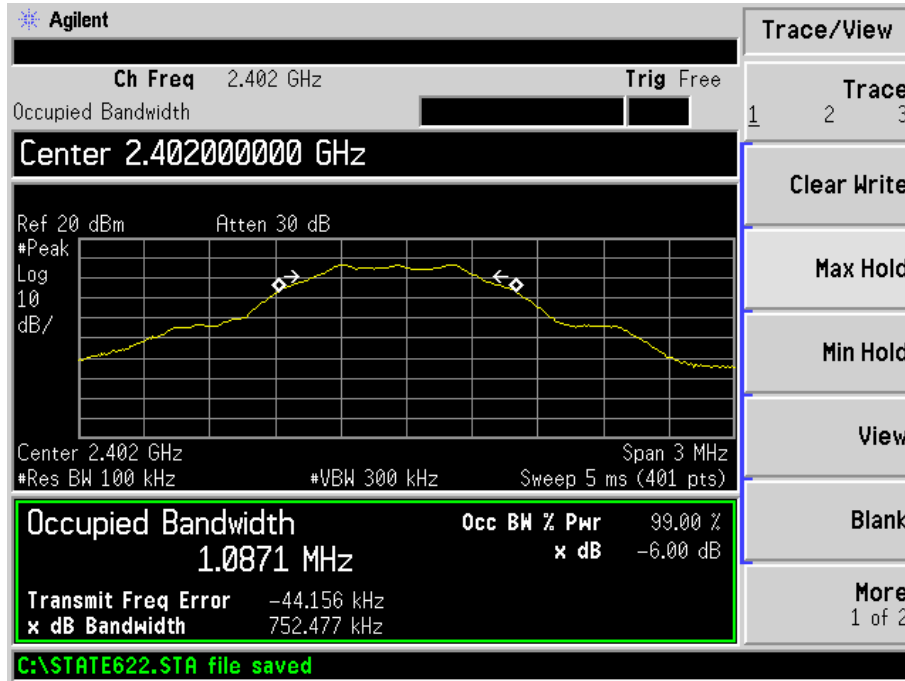 Agilent
Trace/View
Ch Freq 2.402 GHz Trig Free
Occupied Bandwidth
Trace
1 2 3
Center 2.402000000 GHz
Clear Write
Ref 20 dBm Atten 30 dB
#Peak
Log
10
dB/
Max Hold
Min Hold
Center 2.402 GHz Span 3 MHz
#Res BW 100 kHz #VBW 300 kHz Sweep 5 ms (401 pts)
View
Occupied Bandwidth Occ BW % Pwr 99.00 %
1.0871 MHz x dB -6.00 dB
Blank
Transmit Freq Error -44.156 kHz
x dB Bandwidth 752.477 kHz
More
1 of 2
C:\STATE622.STA file saved